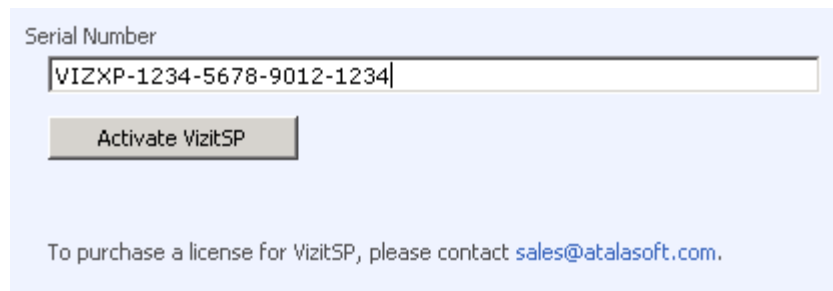 Serial Number
VIZXP-1234-5678-9012-1234
Activate VizitSP
To purchase a license for VizitSP, please contact sales@atalasoft.com.